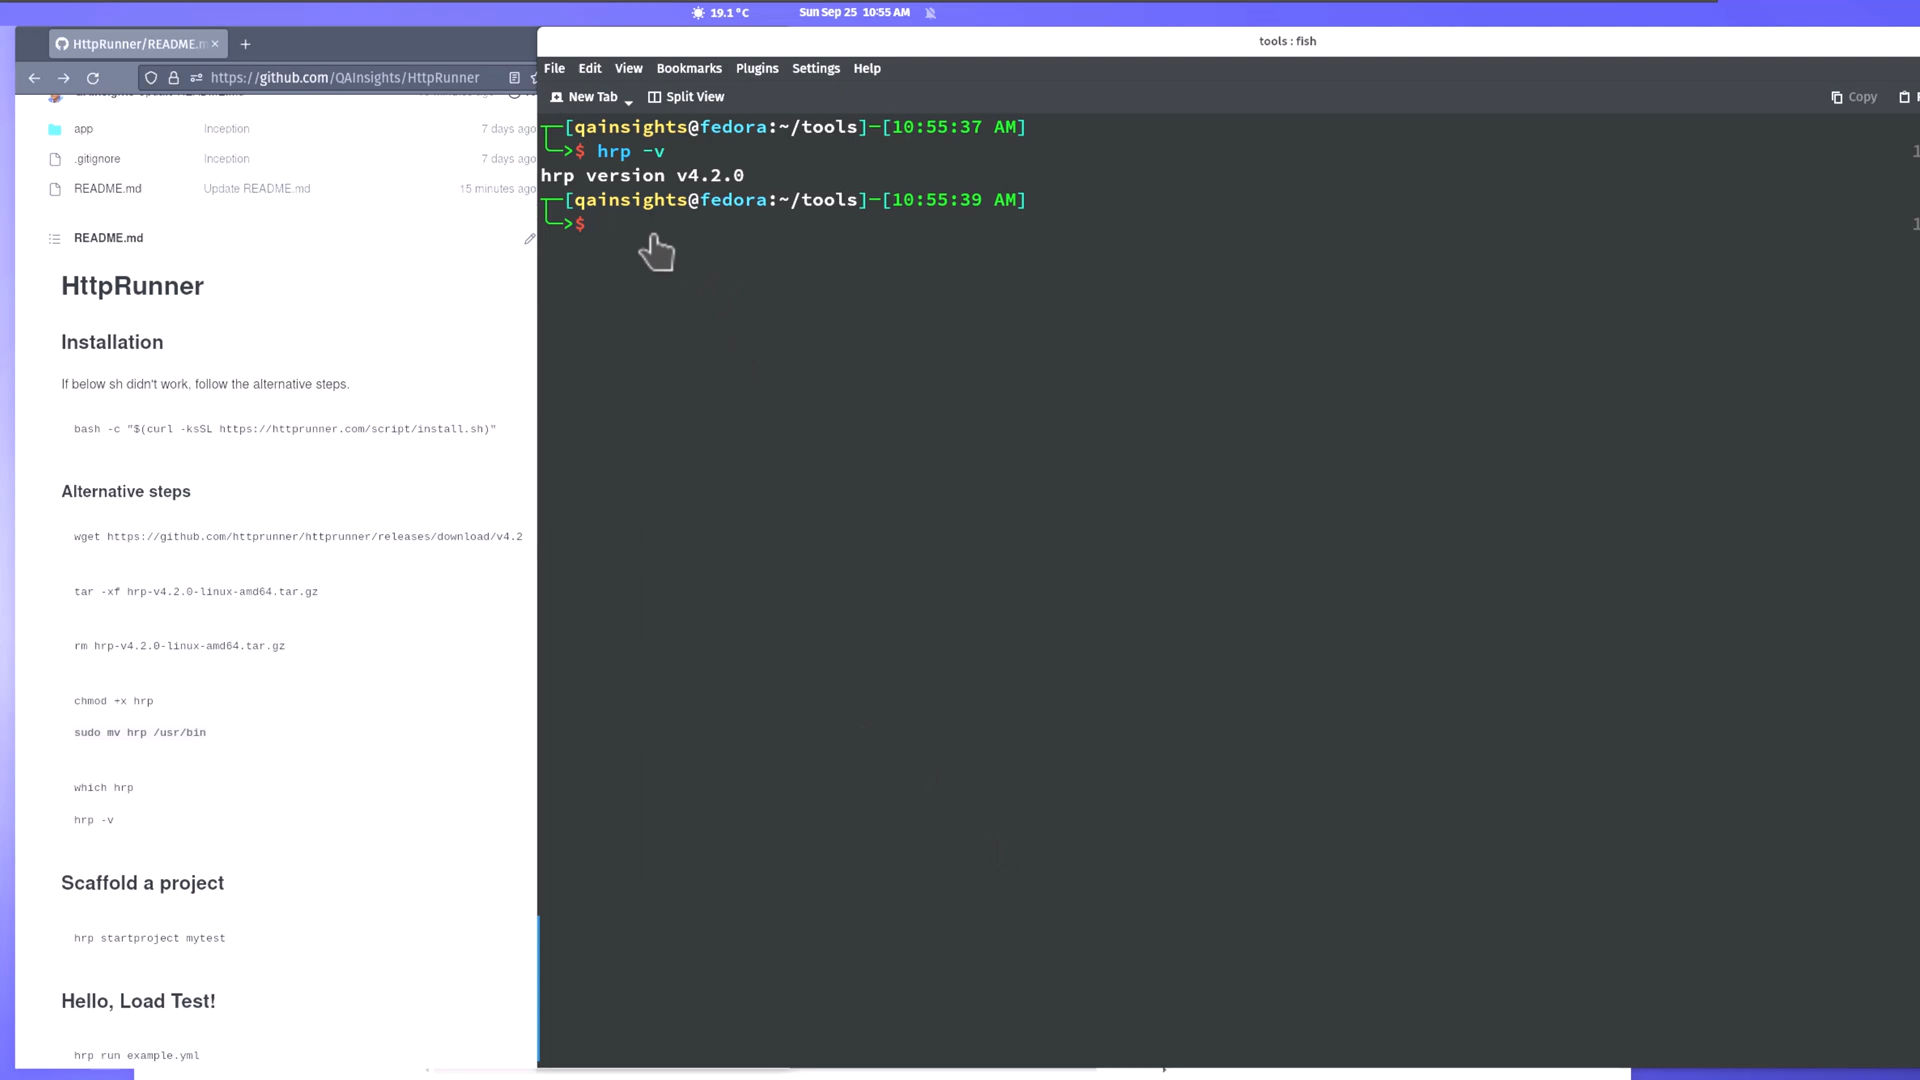 19.1 °C
Sun Sep 25 10:55 AM
HttpRunner/README.m
https://github.com/QAInsights/HttpRunner
app Inception 7 days ago
.gitignore Inception 7 days ago
README.md Update README.md 15 minutes ago
README.md
HttpRunner
Installation
If below sh didn't work, follow the alternative steps.
bash -c "$(curl -ksSL https://httprunner.com/script/install.sh)"
Alternative steps
wget https://github.com/httprunner/httprunner/releases/download/v4.2
tar -xf hrp-v4.2.0-linux-amd64.tar.gz
rm hrp-v4.2.0-linux-amd64.tar.gz
chmod +x hrp
sudo mv hrp /usr/bin
which hrp
hrp -v
Scaffold a project
hrp startproject mytest
Hello, Load Test!
hrp run example.yml
tools : fish
File Edit View Bookmarks Plugins Settings Help
New Tab Split View Copy
[qainsights@fedora:~/tools]─[10:55:37 AM]
>$ hrp -v
hrp version v4.2.0
[qainsights@fedora:~/tools]─[10:55:39 AM]
>$